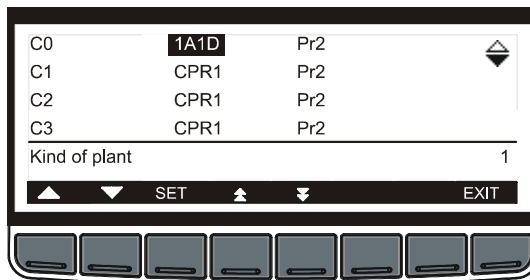 C0 1A1D Pr2
C1 CPR1 Pr2
C2 CPR1 Pr2
C3 CPR1 Pr2
Kind of plant 1
SET EXIT